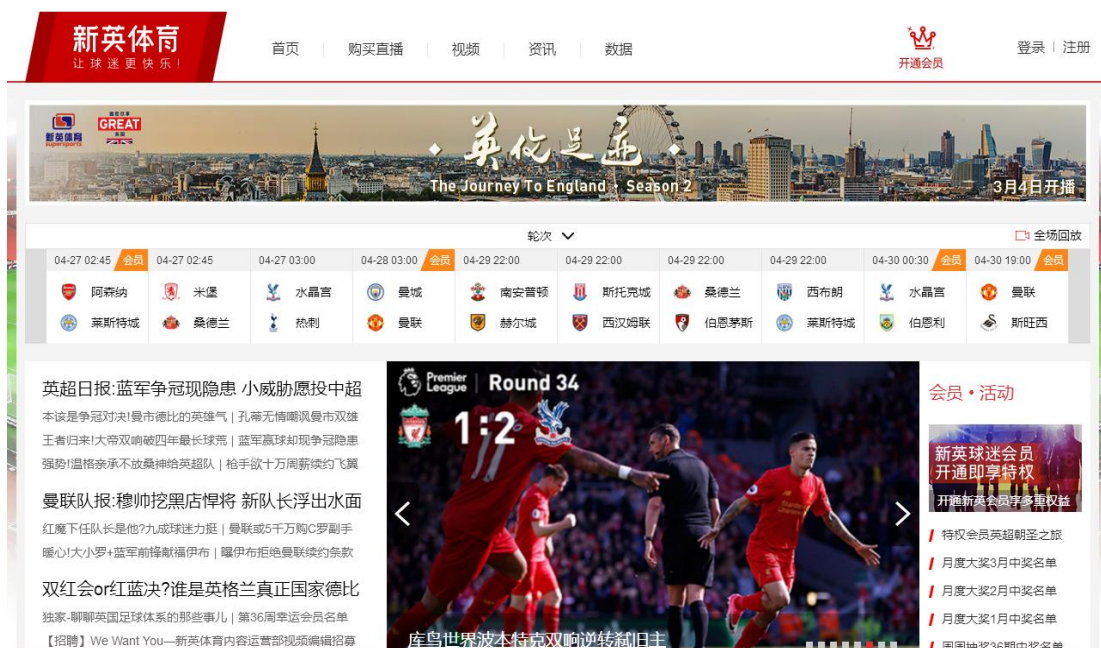 新英体育
让球迷更快乐!
首页
购买直播
视频
资讯
数据
开通会员
登录 | 注册
新英體育
supersports
GREAT
英伦足迹
The Journey To England · Season 2
3月4日开播
轮次
全场回放
04-27 02:45 会员
04-27 02:45
04-27 03:00
04-28 03:00 会员
04-29 22:00
04-29 22:00
04-29 22:00
04-29 22:00
04-30 00:30 会员
04-30 19:00 会员
阿森纳
米堡
水晶宫
曼城
南安普顿
斯托克城
桑德兰
西布朗
水晶宫
曼联
莱斯特城
桑德兰
热刺
曼联
赫尔城
西汉姆联
伯恩茅斯
莱斯特城
伯恩利
斯旺西
英超日报:蓝军争冠现隐患 小威胁愿投中超
本该是争冠对决!曼市德比的英雄气 | 孔蒂无情嘲讽曼市双雄
王者归来!大帝双响破四年最长球荒 | 蓝军赢球却现争冠隐患
强势!温格亲承不放桑神给英超队 | 枪手欲十万周薪续约飞翼
曼联队报:穆帅挖黑店悍将 新队长浮出水面
红魔下任队长是他?九成球迷力挺 | 曼联或5千万购C罗副手
暖心!大小罗+蓝军前锋献福伊布 | 曝伊布拒绝曼联续约条款
双红会or红蓝决?谁是英格兰真正国家德比
独家-聊聊英国足球体系的那些事儿 | 第36周幸运会员名单
【招聘】We Want You—新英体育内容运营部视频编辑招募
Premier League
Round 34
1:2
库鸟世界波本特克双响逆转弑旧主
会员 • 活动
新英球迷会员
开通即享特权
开通新英会员享多重权益
特权会员英超朝圣之旅
月度大奖3月中奖名单
月度大奖2月中奖名单
月度大奖1月中奖名单
周周抽奖36期中奖名单